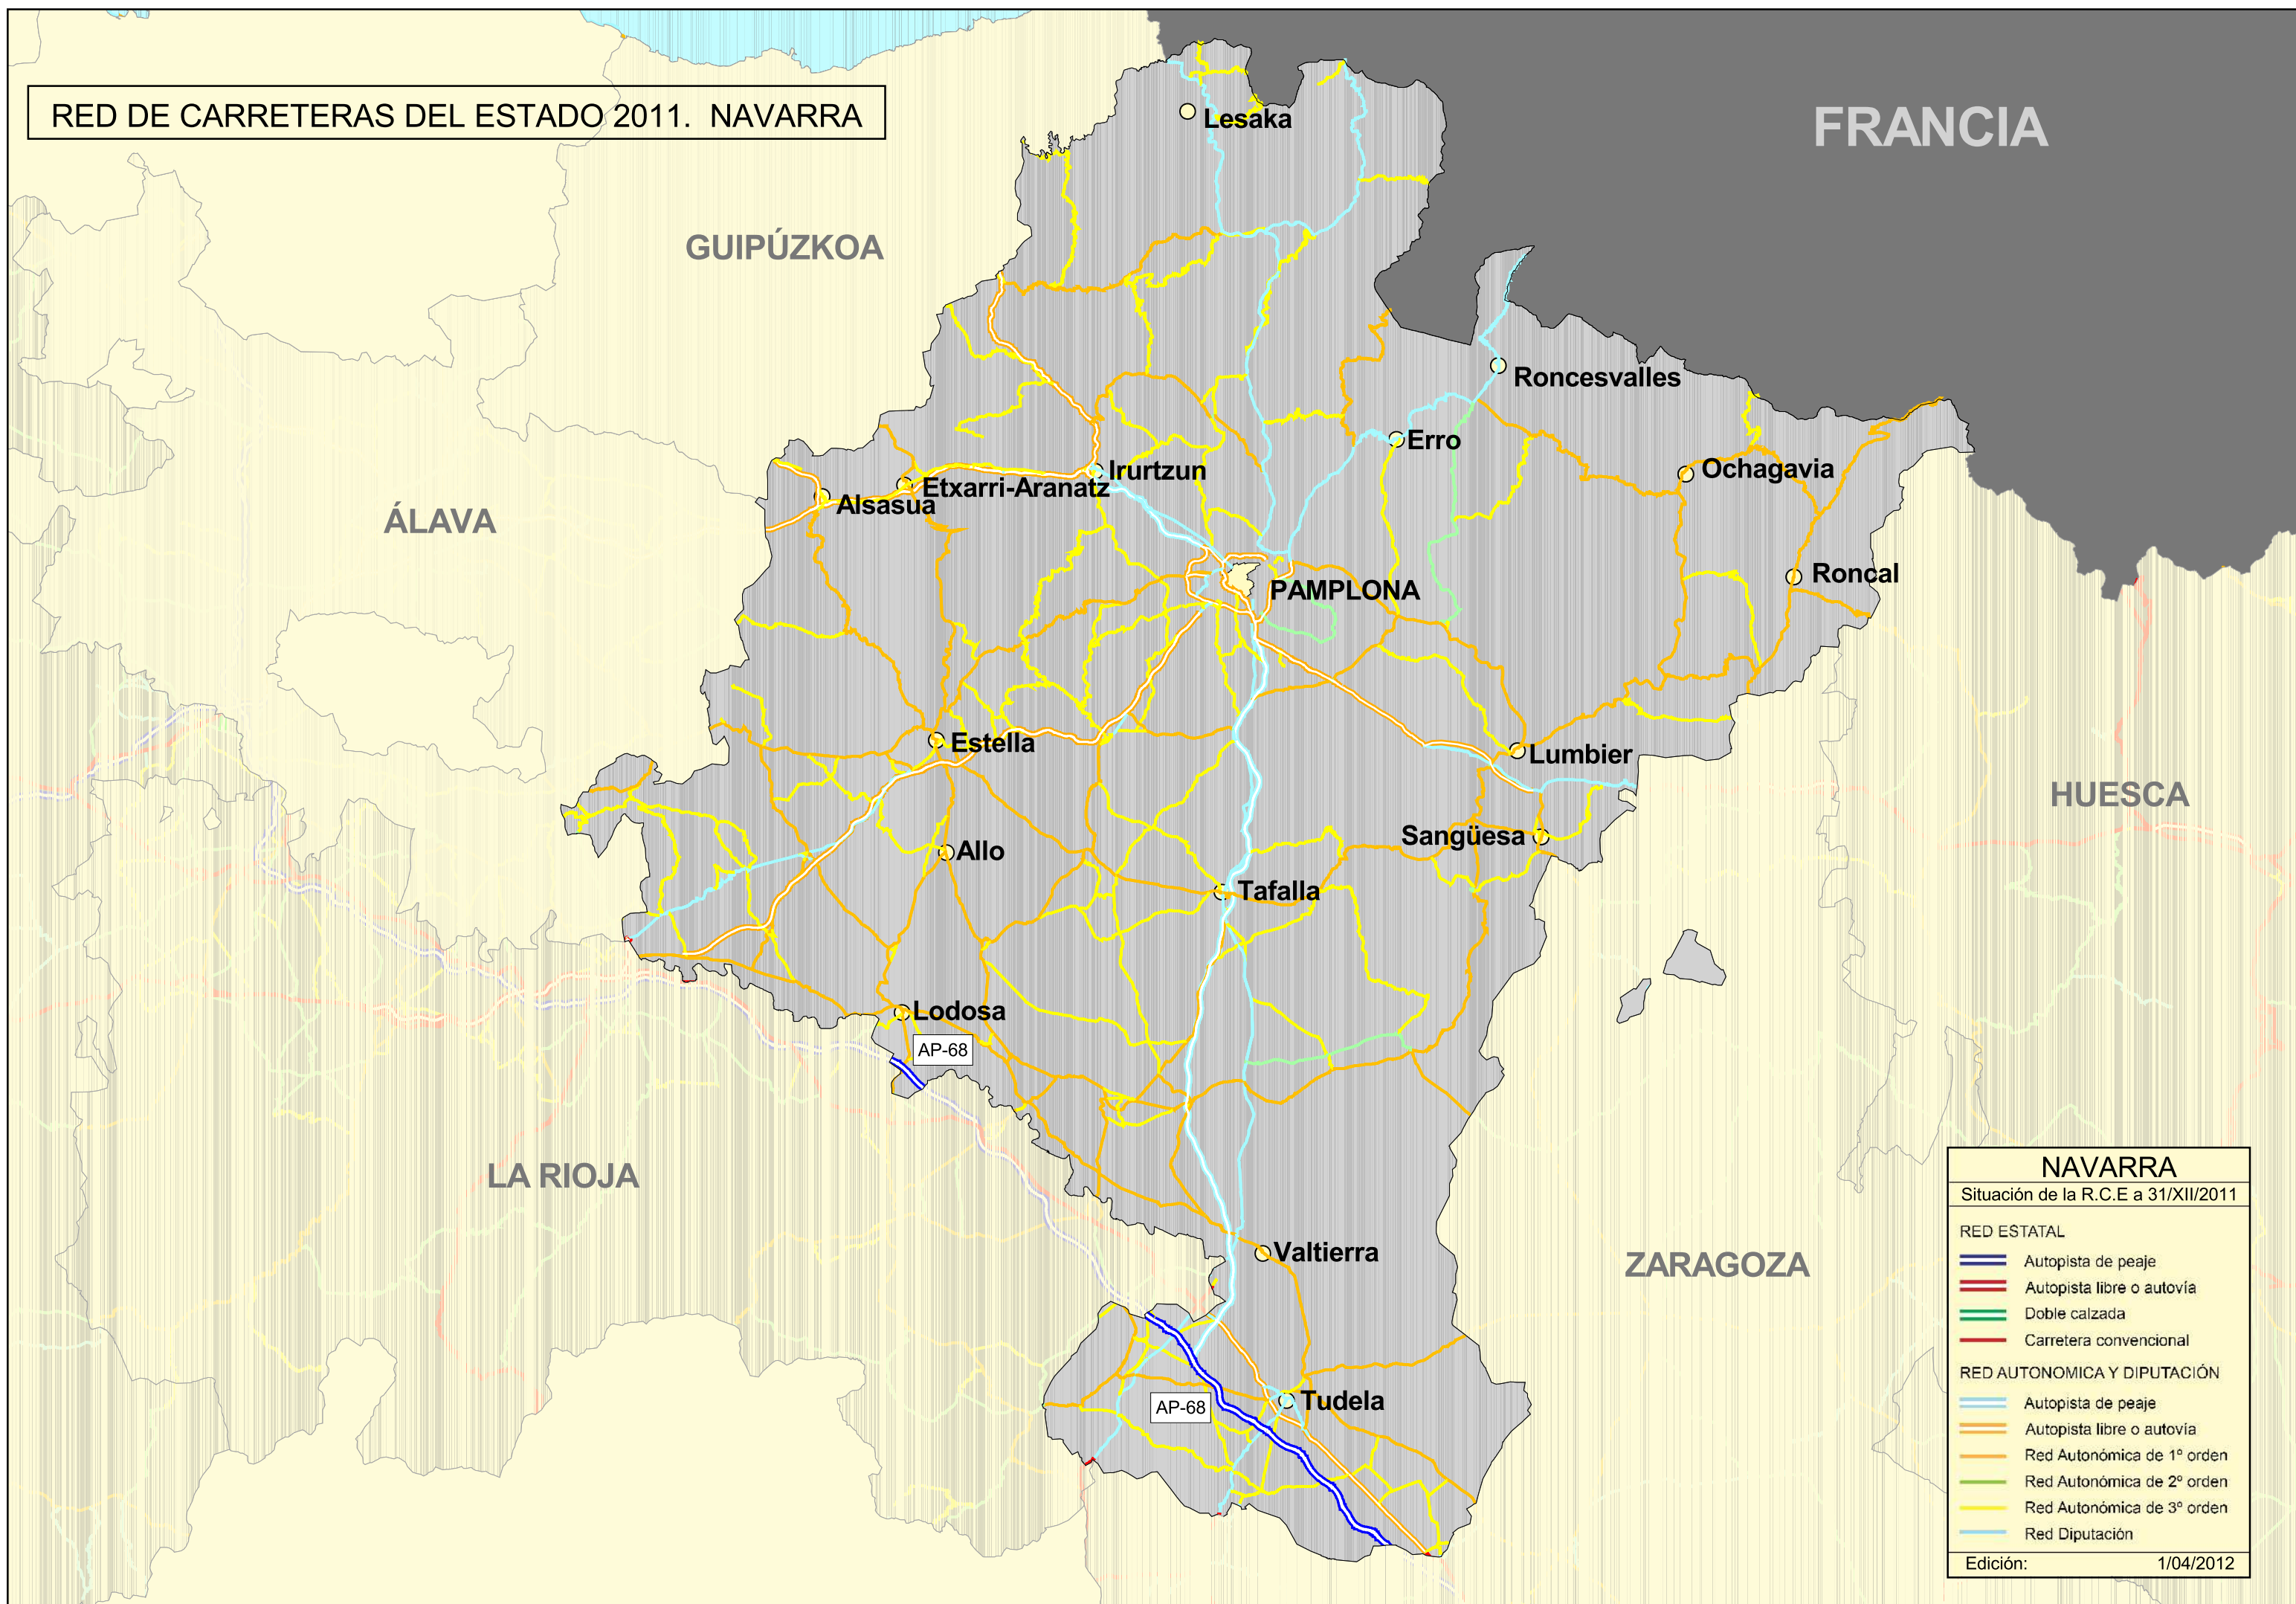 RED DE CARRETERAS DEL ESTADO 2011. NAVARRA
FRANCIA
Lesaka
GUIPÚZKOA
Roncesvalles
Erro
Irurtzun
Ochagavia
Etxarri-Aranatz
Alsasua
ÁLAVA
Roncal
PAMPLONA
Estella
Lumbier
HUESCA
Sangüesa
Allo
Tafalla
Lodosa
AP-68
LA RIOJA
Valtierra
ZARAGOZA
Tudela
AP-68
NAVARRA
Situación de la R.C.E a 31/XII/2011
RED ESTATAL
Autopista de peaje
Autopista libre o autovía
Doble calzada
Carretera convencional
RED AUTONOMICA Y DIPUTACIÓN
Autopista de peaje
Autopista libre o autovía
Red Autonómica de 1º orden
Red Autonómica de 2º orden
Red Autonómica de 3º orden
Red Diputación
Edición: 1/04/2012